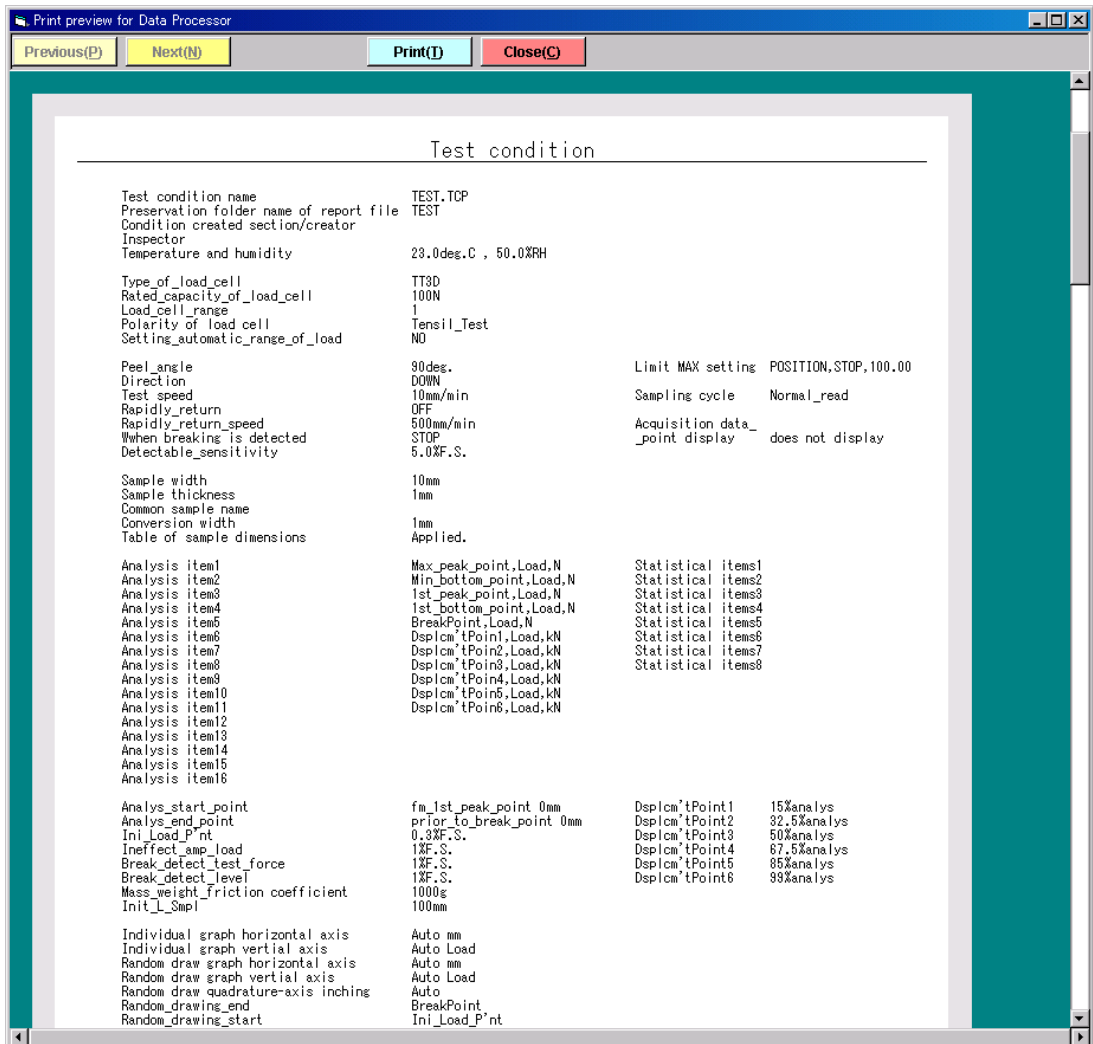 Print preview for Data Processor
Previous(P) Next(N) Print(T) Close(C)
Test condition
Test condition name TEST.TCP
Preservation folder name of report file TEST
Condition created section/creator
Inspector
Temperature and humidity 23.0deg.C , 50.0%RH
Type_of_load_cell TT3D
Rated_capacity_of_load_cell 100N
Load_cell_range 1
Polarity of load cell Tensil_Test
Setting_automatic_range_of_load NO
Peel_angle 90deg. Limit MAX setting POSITION,STOP,100.00
Direction DOWN
Test speed 10mm/min Sampling cycle Normal_read
Rapidly_return OFF
Rapidly_return_speed 500mm/min Acquisition data_
Wwhen breaking is detected STOP _point display does not display
Detectable_sensitivity 5.0%F.S.
Sample width 10mm
Sample thickness 1mm
Common sample name
Conversion width 1mm
Table of sample dimensions Applied.
Analysis item1 Max_peak_point,Load,N Statistical items1
Analysis item2 Min_bottom_point,Load,N Statistical items2
Analysis item3 1st_peak_point,Load,N Statistical items3
Analysis item4 1st_bottom_point,Load,N Statistical items4
Analysis item5 BreakPoint,Load,N Statistical items5
Analysis item6 Dsplcm'tPoin1,Load,kN Statistical items6
Analysis item7 Dsplcm'tPoin2,Load,kN Statistical items7
Analysis item8 Dsplcm'tPoin3,Load,kN Statistical items8
Analysis item9 Dsplcm'tPoin4,Load,kN
Analysis item10 Dsplcm'tPoin5,Load,kN
Analysis item11 Dsplcm'tPoin6,Load,kN
Analysis item12
Analysis item13
Analysis item14
Analysis item15
Analysis item16
Analys_start_point fm_1st_peak_point 0mm Dsplcm'tPoint1 15%analys
Analys_end_point prior_to_break_point 0mm Dsplcm'tPoint2 32.5%analys
Ini_Load_P'nt 0.3%F.S. Dsplcm'tPoint3 50%analys
Ineffect_amp_load 1%F.S. Dsplcm'tPoint4 67.5%analys
Break_detect_test_force 1%F.S. Dsplcm'tPoint5 85%analys
Break_detect_level 1%F.S. Dsplcm'tPoint6 99%analys
Mass_weight_friction coefficient 1000g
Init_L_Smpl 100mm
Individual graph horizontal axis Auto mm
Individual graph vertial axis Auto Load
Random draw graph horizontal axis Auto mm
Random draw graph vertial axis Auto Load
Random draw quadrature-axis inching Auto
Random_drawing_end BreakPoint
Random_drawing_start Ini_Load_P'nt